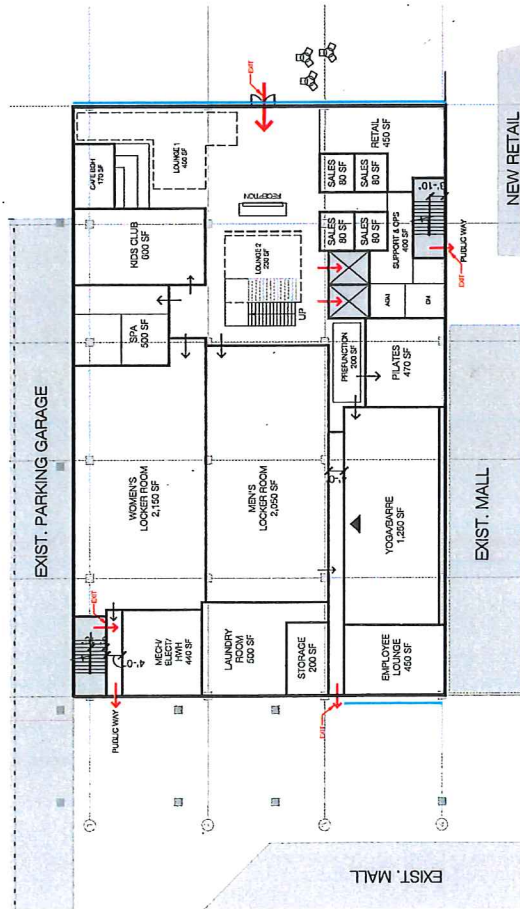 EXIST. PARKING GARAGE
EXIT
PUBLIC WAY
4'-0"
MECH/
ELECT/
HWH
440 SF
WOMEN'S
LOCKER ROOM
2,150 SF
SPA
500 SF
KIDS CLUB
600 SF
170 SF
LOUNGE 1
400 SF
LAUNDRY
ROOM
500 SF
STORAGE
200 SF
MEN'S
LOCKER ROOM
2,050 SF
UP
LOUNGE 2
250 SF
RECEPTION
EXIT
EXIT
EMPLOYEE
LOUNGE
450 SF
YOGA/BARRE
1,250 SF
PREFUNCTION
200 SF
PILATES
470 SF
SALES
80 SF
SALES
80 SF
SALES
80 SF
SALES
80 SF
SUPPORT & OPS
400 SF
RETAIL
450 SF
3'-10"
EXIT
PUBLIC WAY
EXIST. MALL
EXIST. MALL
NEW RETAIL